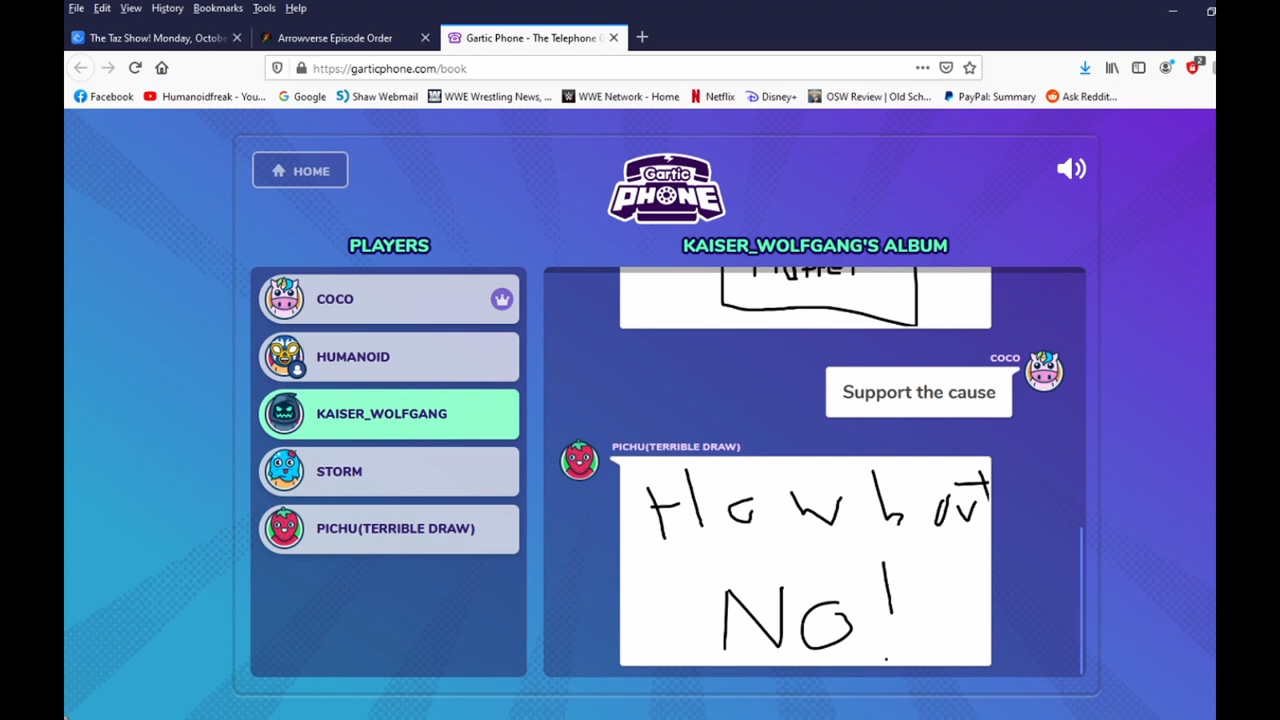 File Edit View History Bookmarks Tools Help
The Taz Show! Monday, Octobe
Arrowverse Episode Order
Gartic Phone - The Telephone G
https://garticphone.com/book
2
Facebook Humanoidfreak - You... Google Shaw Webmail WWE Wrestling News, ... WWE Network - Home Netflix Disney+ OSW Review | Old Sch... PayPal: Summary Ask Reddit...
HOME
Gartic
PHONE
PLAYERS
KAISER_WOLFGANG'S ALBUM
COCO
HUMANOID
KAISER_WOLFGANG
STORM
PICHU(TERRIBLE DRAW)
COCO
Support the cause
PICHU(TERRIBLE DRAW)
How bout
No!